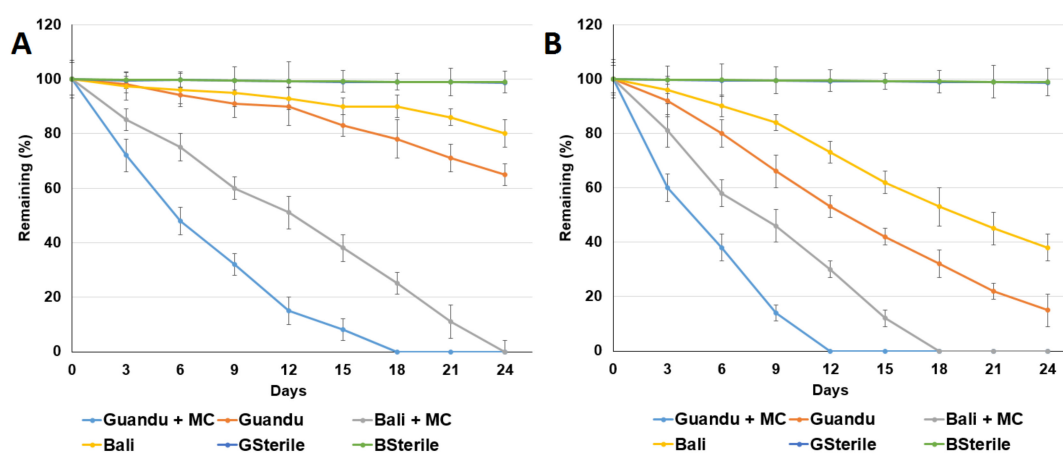 A
Remaining (%)
120
100
80
60
40
20
0
0 3 6 9 12 15 18 21 24
Days
Guandu + MC Guandu Bali + MC
Bali GSterile BSterile
B
Remaining (%)
120
100
80
60
40
20
0
0 3 6 9 12 15 18 21 24
Days
Guandu + MC Guandu Bali + MC
Bali GSterile BSterile